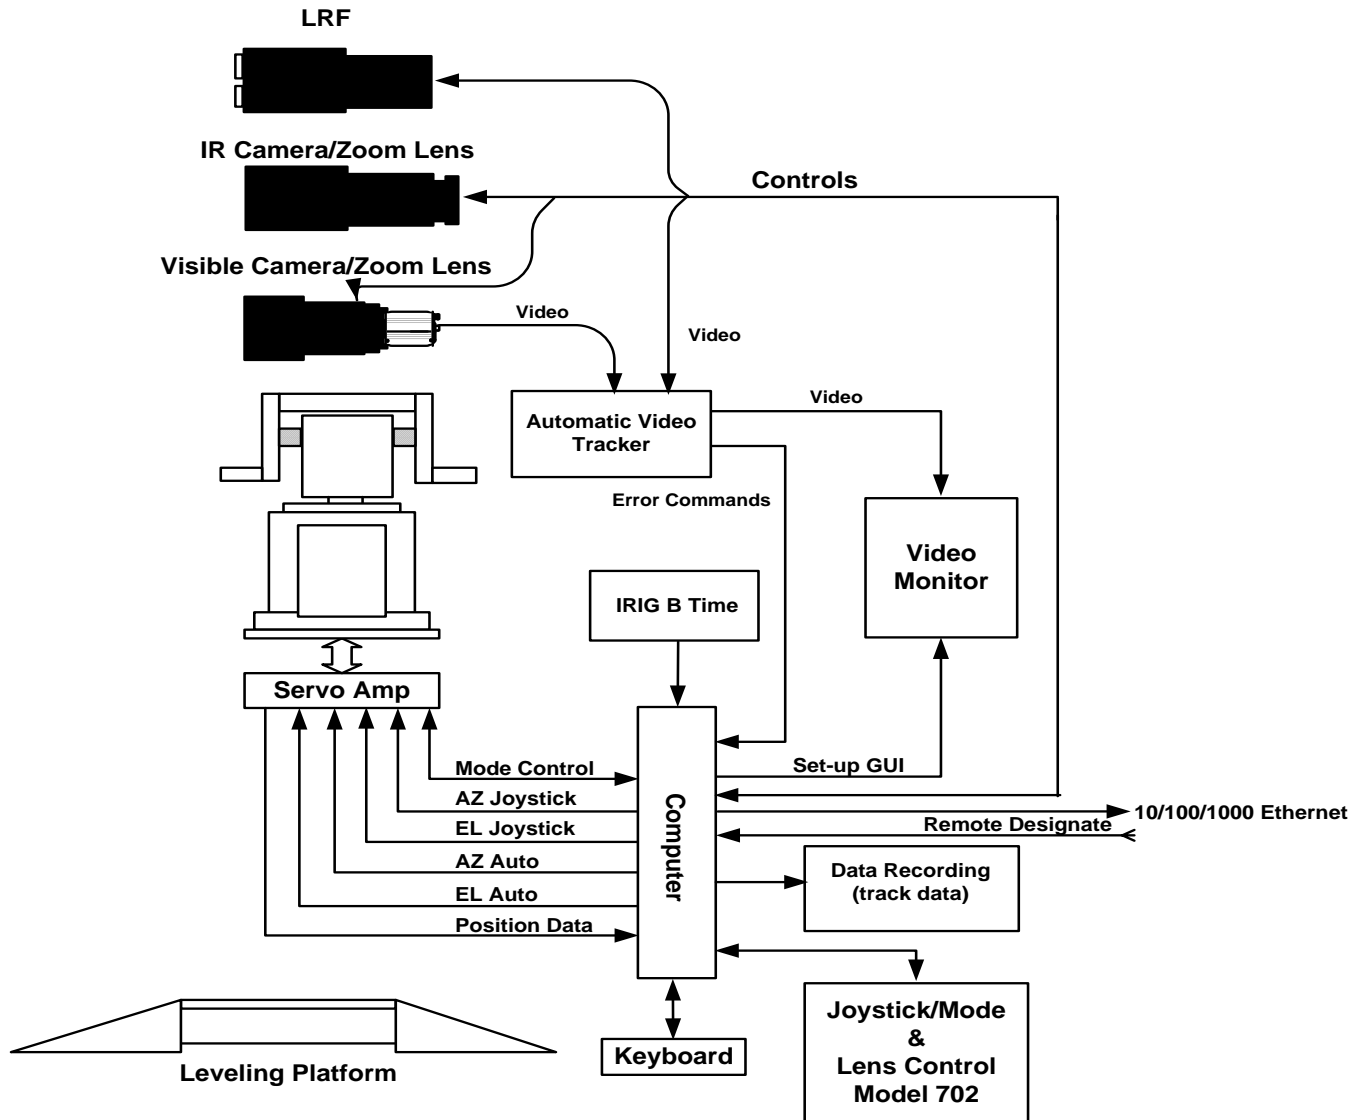 LRF
IR Camera/Zoom Lens
Controls
Visible Camera/Zoom Lens
Video
Video
Automatic Video
Tracker
Video
Error Commands
Video
Monitor
IRIG B Time
Servo Amp
Mode Control
Set-up GUI
AZ Joystick
10/100/1000 Ethernet
EL Joystick
Remote Designate
Computer
AZ Auto
Data Recording
(track data)
EL Auto
Position Data
Joystick/Mode
&
Lens Control
Model 702
Keyboard
Leveling Platform